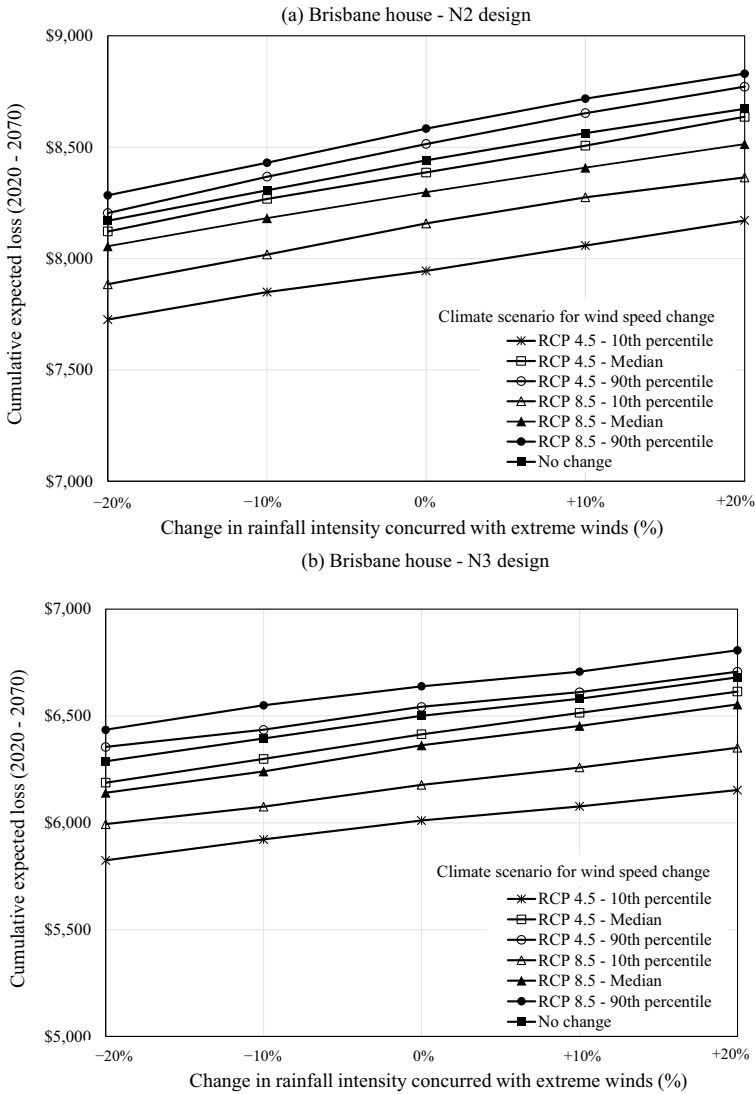 (a) Brisbane house - N2 design
$9,000
$8,500
$8,000
$7,500
$7,000
Cumulative expected loss (2020 - 2070)
Climate scenario for wind speed change
RCP 4.5 - 10th percentile
RCP 4.5 - Median
RCP 4.5 - 90th percentile
RCP 8.5 - 10th percentile
RCP 8.5 - Median
RCP 8.5 - 90th percentile
No change
−20% −10% 0% +10% +20%
Change in rainfall intensity concurred with extreme winds (%)
(b) Brisbane house - N3 design
$7,000
$6,500
$6,000
$5,500
$5,000
Cumulative expected loss (2020 - 2070)
Climate scenario for wind speed change
RCP 4.5 - 10th percentile
RCP 4.5 - Median
RCP 4.5 - 90th percentile
RCP 8.5 - 10th percentile
RCP 8.5 - Median
RCP 8.5 - 90th percentile
No change
−20% −10% 0% +10% +20%
Change in rainfall intensity concurred with extreme winds (%)